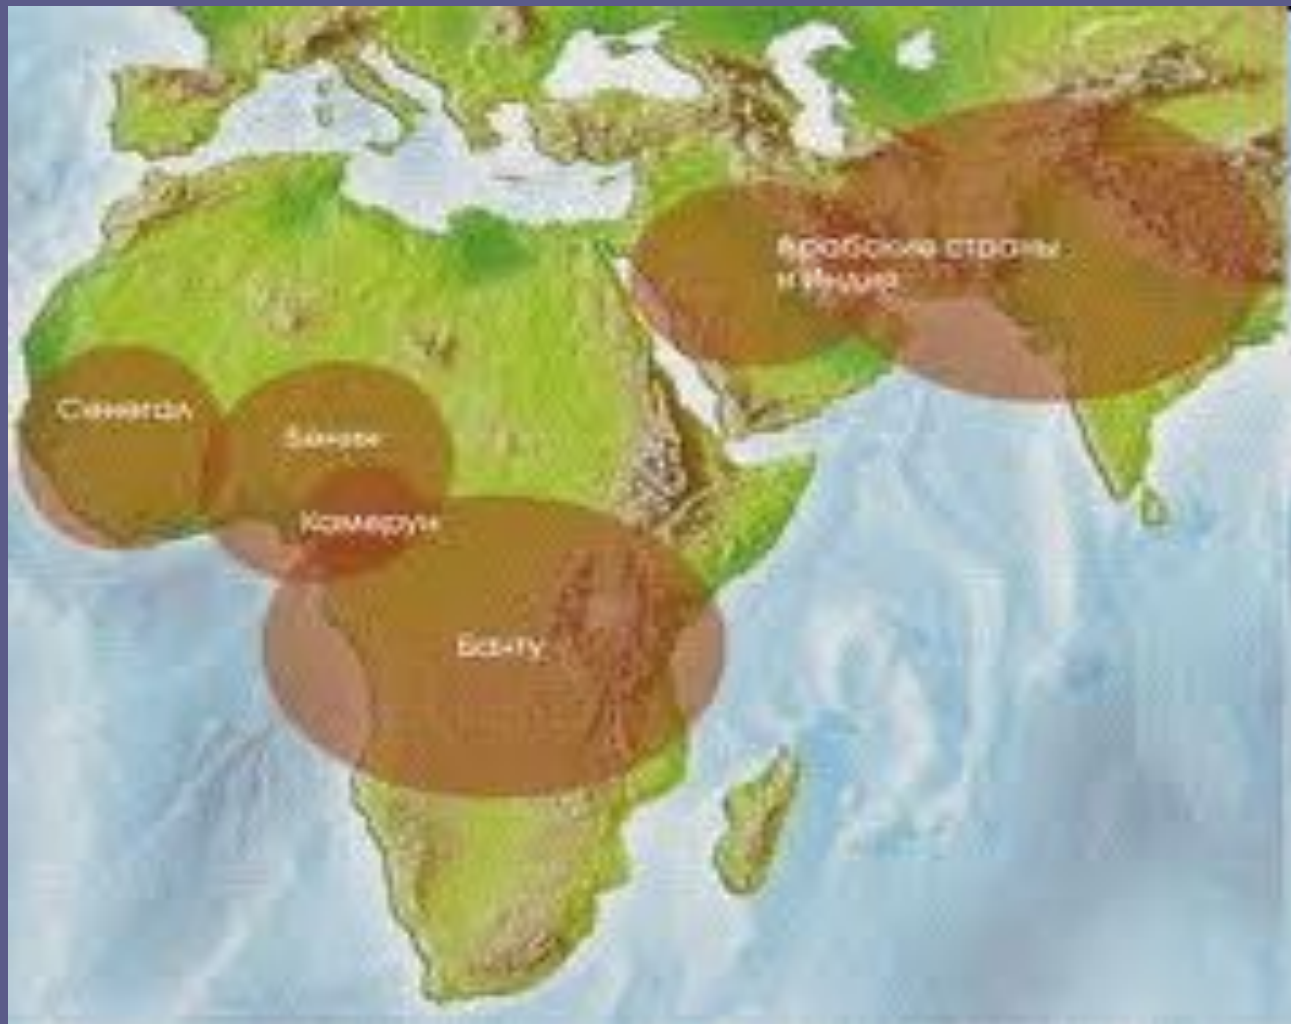 Арабские страны
и Индия
Сенегал
Бенин
Камерун
Банту